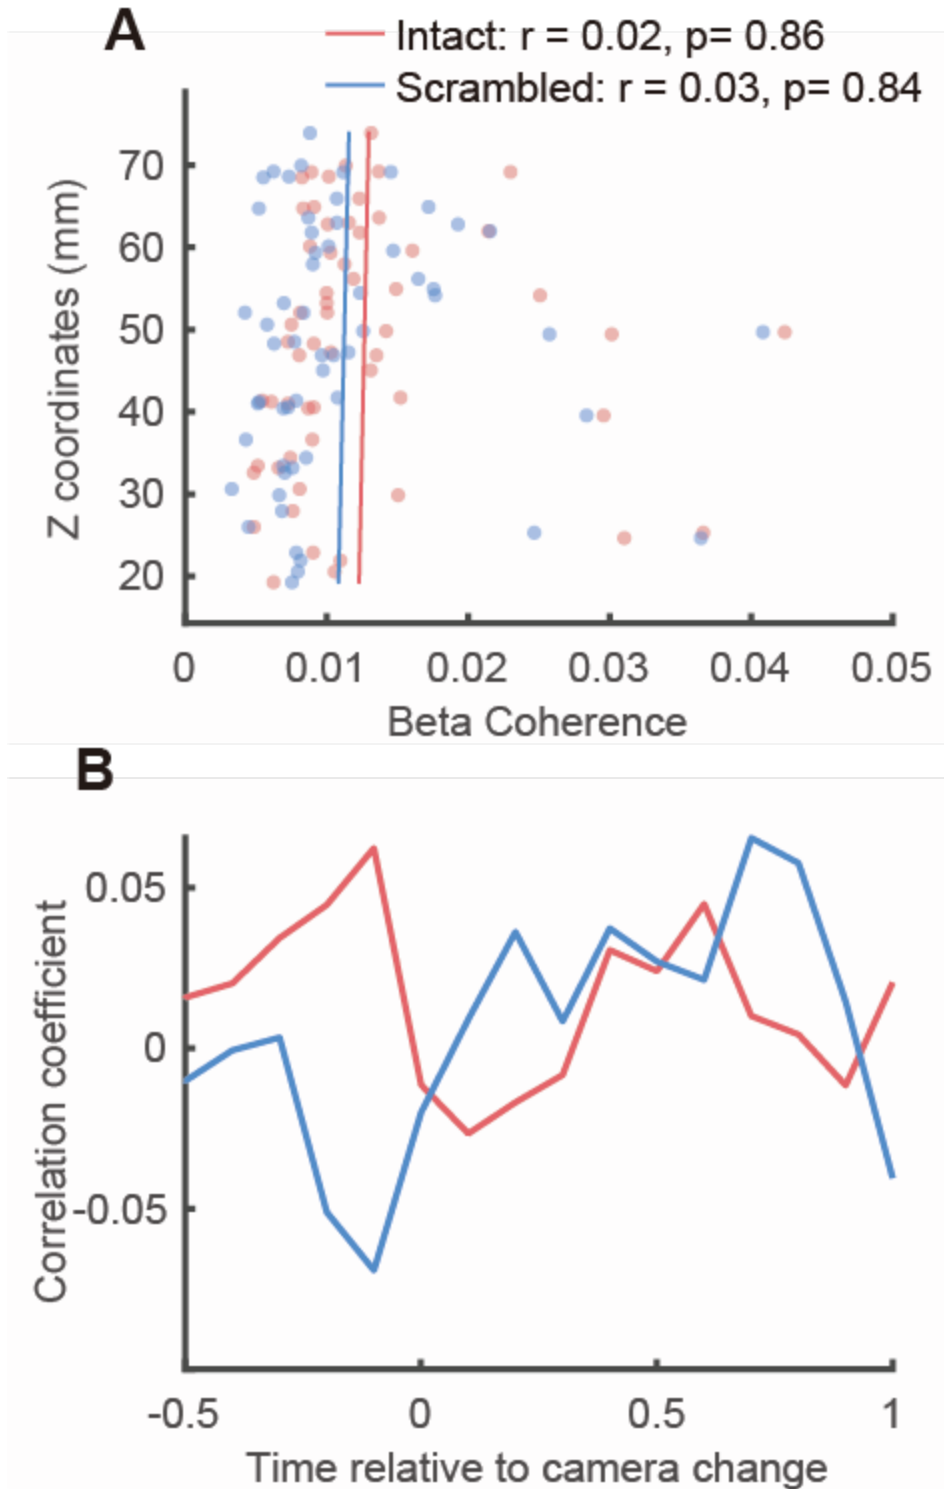 A
Intact: r = 0.02, p= 0.86
Scrambled: r = 0.03, p= 0.84
Z coordinates (mm)
70
60
50
40
30
20
0 0.01 0.02 0.03 0.04 0.05
Beta Coherence
B
Correlation coefficient
0.05
0
-0.05
-0.5 0 0.5 1
Time relative to camera change